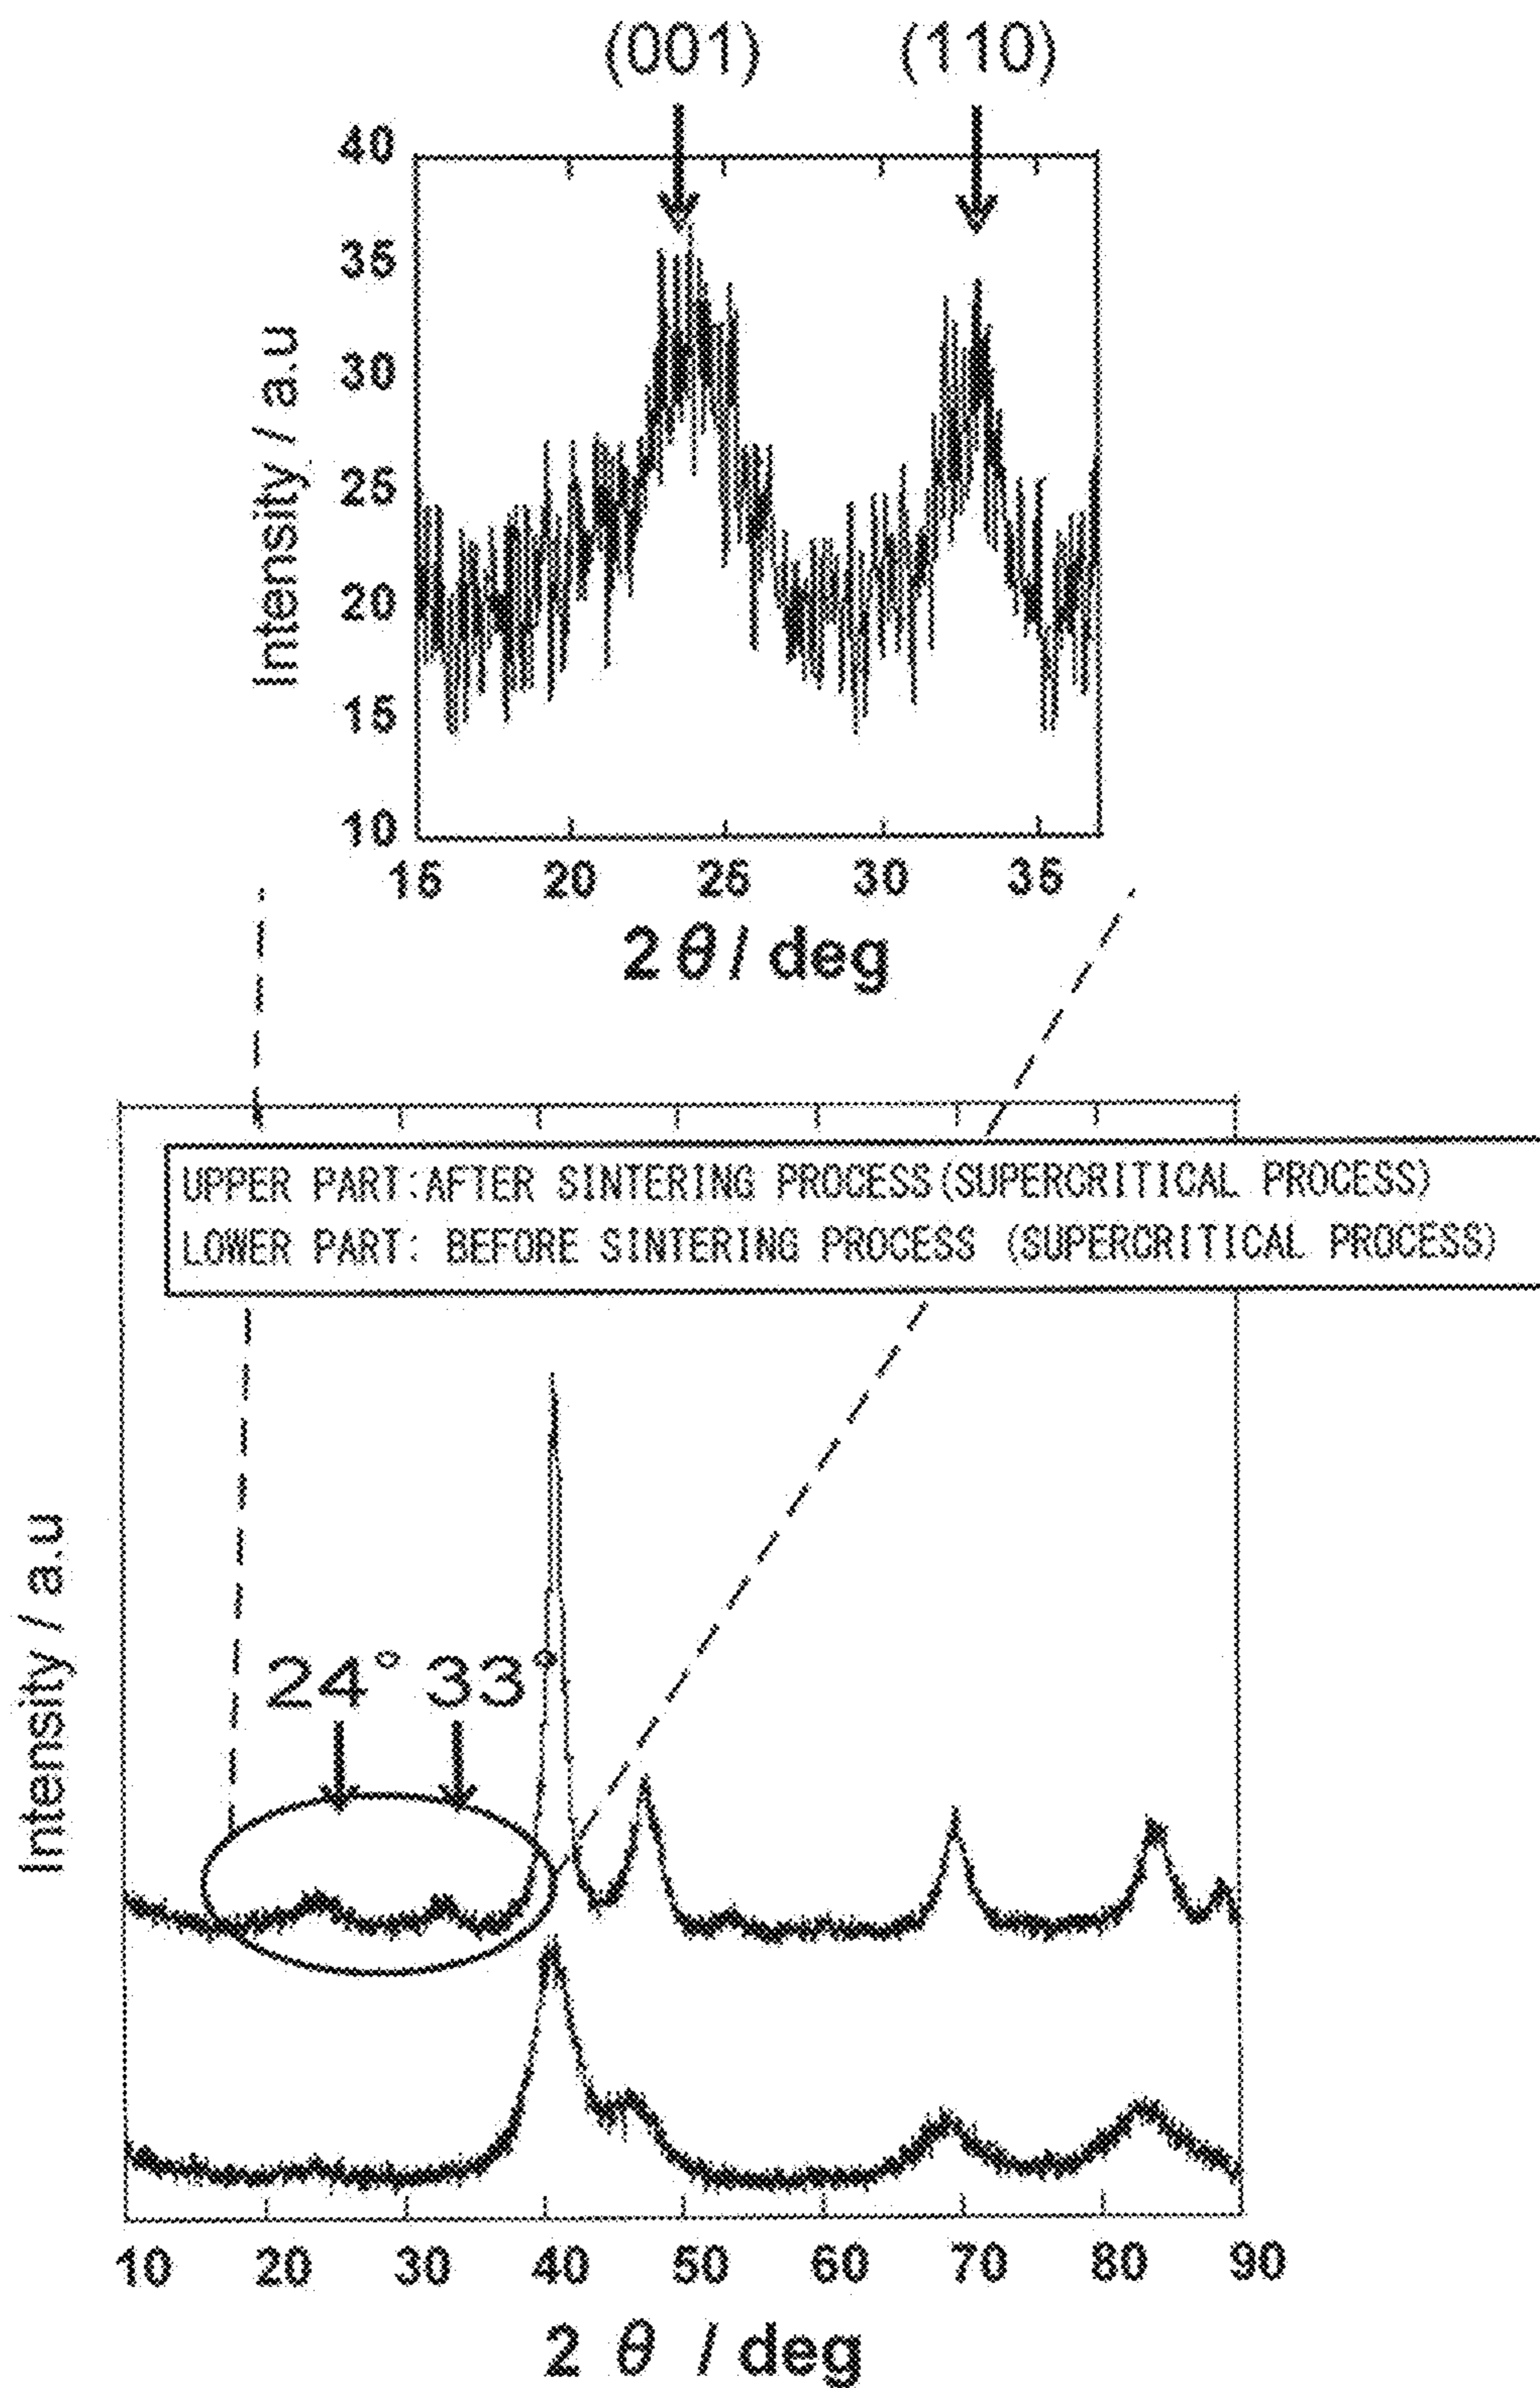 (001) (110)
40
35
30
25
20
15
10
Intensity / a.u
15 20 25 30 35
2θ/ deg
UPPER PART:AFTER SINTERING PROCESS(SUPERCRITICAL PROCESS)
LOWER PART: BEFORE SINTERING PROCESS (SUPERCRITICAL PROCESS)
Intensity / a.u
24° 33°
10 20 30 40 50 60 70 80 90
2 θ / deg